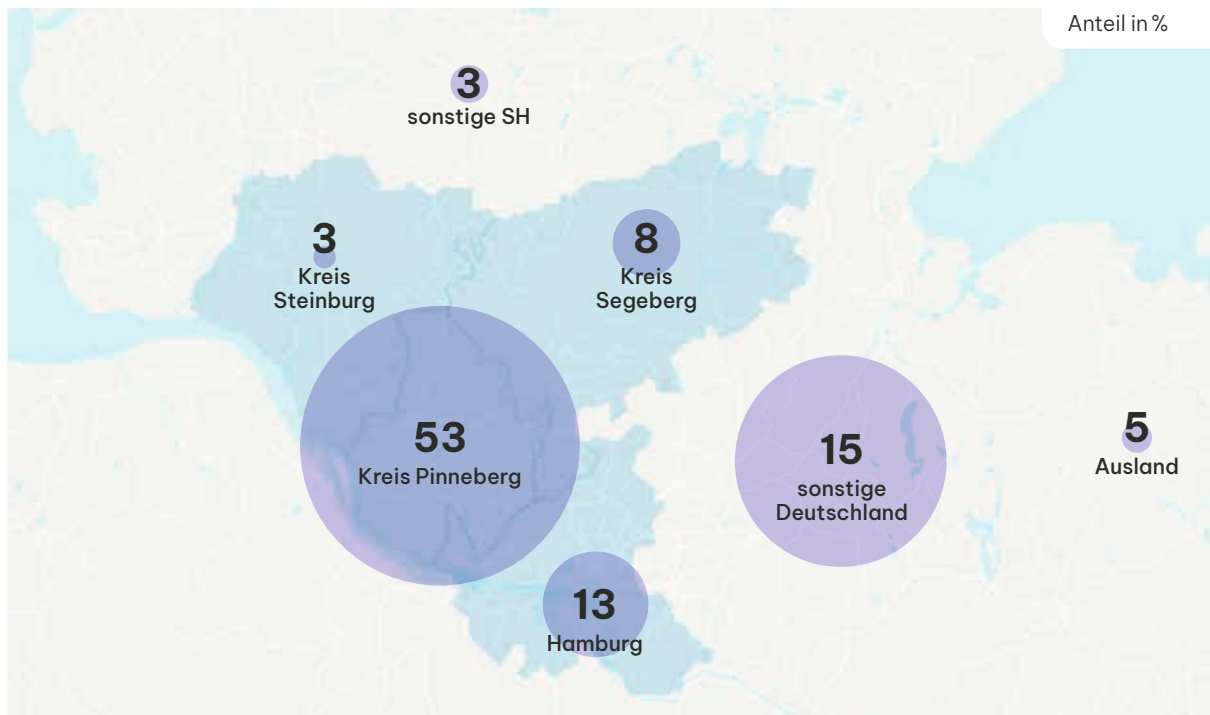 Anteil in %
3
sonstige SH
3
Kreis
Steinburg
8
Kreis
Segeberg
53
Kreis Pinneberg
15
sonstige
Deutschland
5
Ausland
13
Hamburg